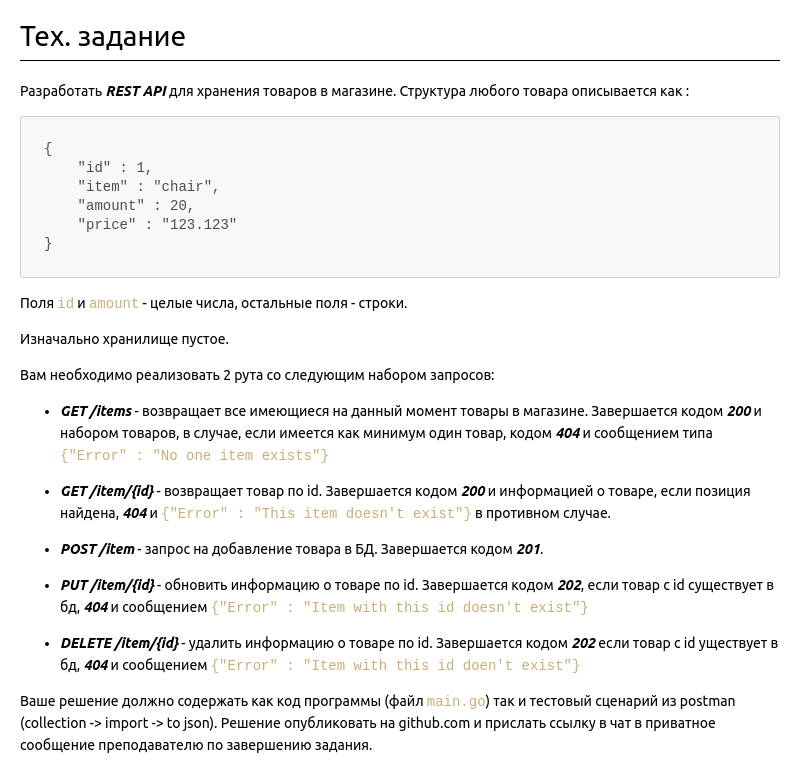 Тех. задание
Разработать REST API для хранения товаров в магазине. Структура любого товара описывается как :
{
    "id" : 1,
    "item" : "chair",
    "amount" : 20,
    "price" : "123.123"
}
Поля id и amount - целые числа, остальные поля - строки.
Изначально хранилище пустое.
Вам необходимо реализовать 2 рута со следующим набором запросов:
• GET /items - возвращает все имеющиеся на данный момент товары в магазине. Завершается кодом 200 и
набором товаров, в случае, если имеется как минимум один товар, кодом 404 и сообщением типа
{"Error" : "No one item exists"}
• GET /item/{id} - возвращает товар по id. Завершается кодом 200 и информацией о товаре, если позиция
найдена, 404 и {"Error" : "This item doesn't exist"} в противном случае.
• POST /item - запрос на добавление товара в БД. Завершается кодом 201.
• PUT /item/{id} - обновить информацию о товаре по id. Завершается кодом 202, если товар с id существует в
бд, 404 и сообщением {"Error" : "Item with this id doesn't exist"}
• DELETE /item/{id} - удалить информацию о товаре по id. Завершается кодом 202 если товар с id уществует в
бд, 404 и сообщением {"Error" : "Item with this id doen't exist"}
Ваше решение должно содержать как код программы (файл main.go) так и тестовый сценарий из postman
(collection -> import -> to json). Решение опубликовать на github.com и прислать ссылку в чат в приватное
сообщение преподавателю по завершению задания.